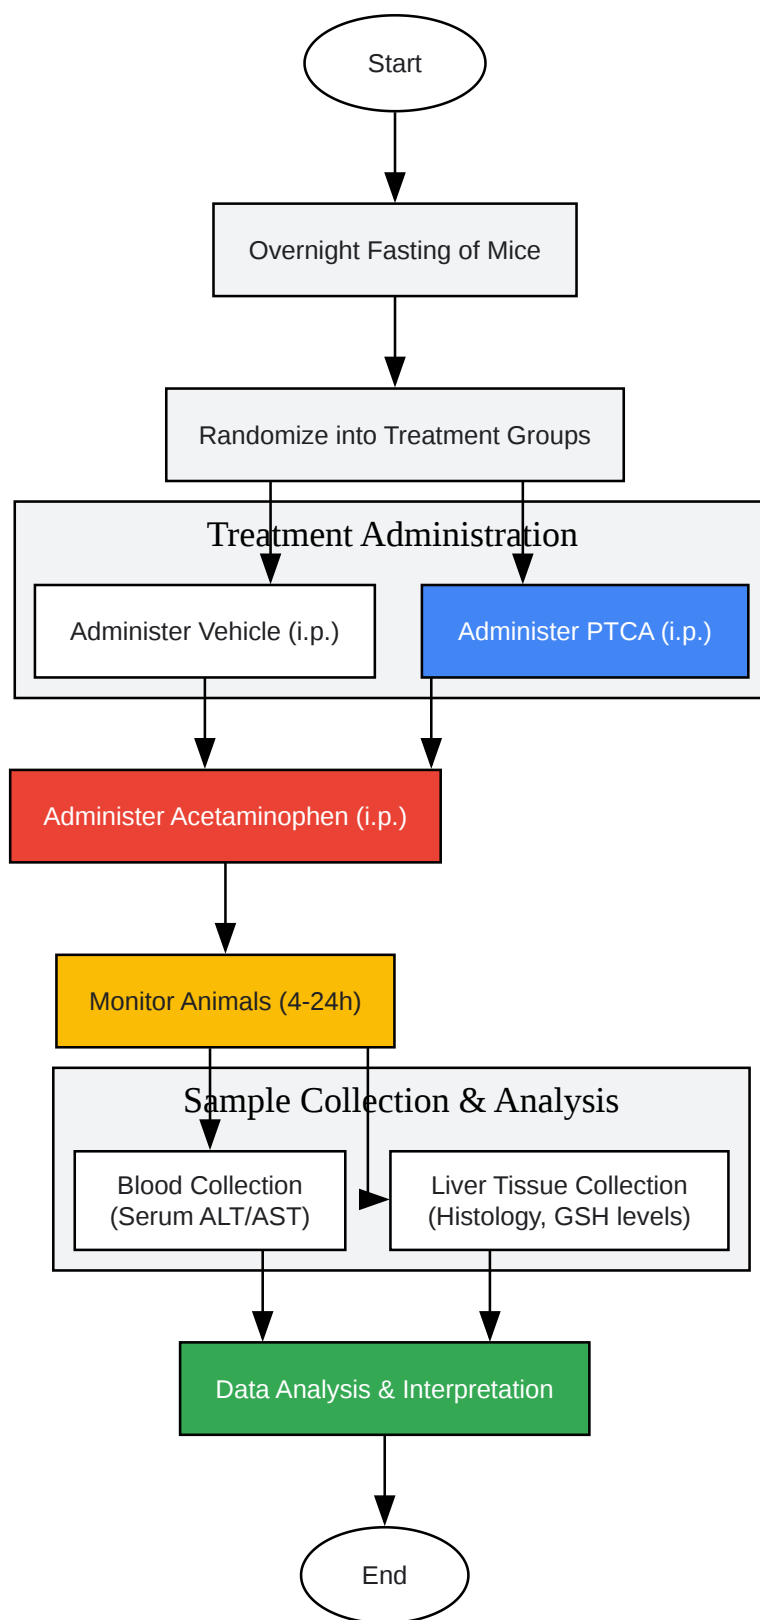 Start
Overnight Fasting of Mice
Randomize into Treatment Groups
Treatment Administration
Administer Vehicle (i.p.)
Administer PTCA (i.p.)
Administer Acetaminophen (i.p.)
Monitor Animals (4-24h)
Sample Collection & Analysis
Blood Collection
(Serum ALT/AST)
Liver Tissue Collection
(Histology, GSH levels)
Data Analysis & Interpretation
End